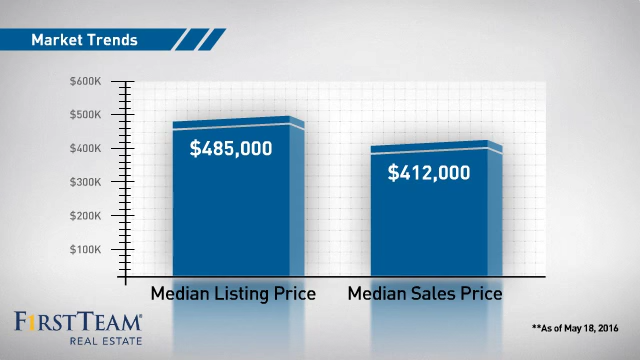 Market Trends
$600K
$500K
$400K
$300K
$200K
$100K
$485,000
$412,000
Median Listing Price
Median Sales Price
FIRSTTEAM®
REAL ESTATE
**As of May 18, 2016